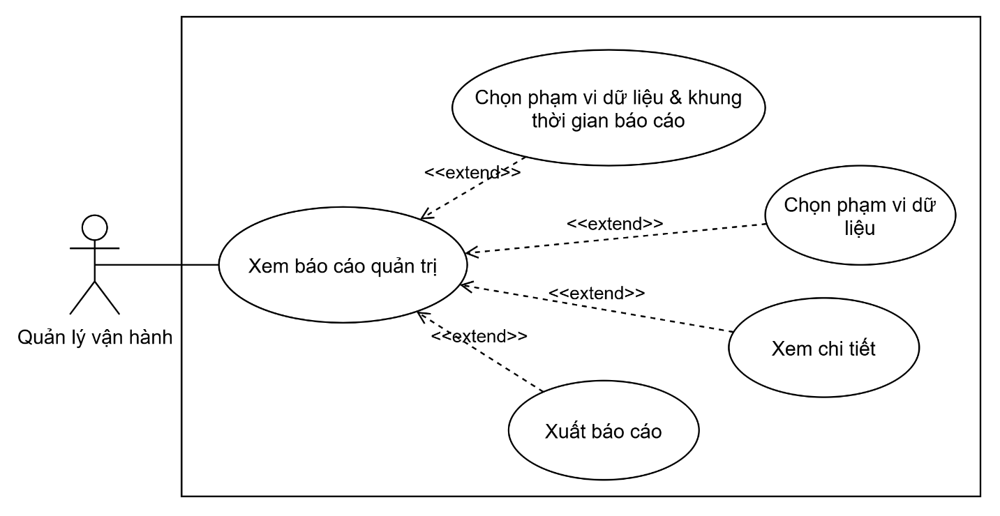 Chọn phạm vi dữ liệu & khung
thời gian báo cáo
<<extend>>
Chọn phạm vi dữ
liệu
<<extend>>
Xem báo cáo quản trị
<<extend>>
Quản lý vận hành
<<extend>>
Xem chi tiết
Xuất báo cáo